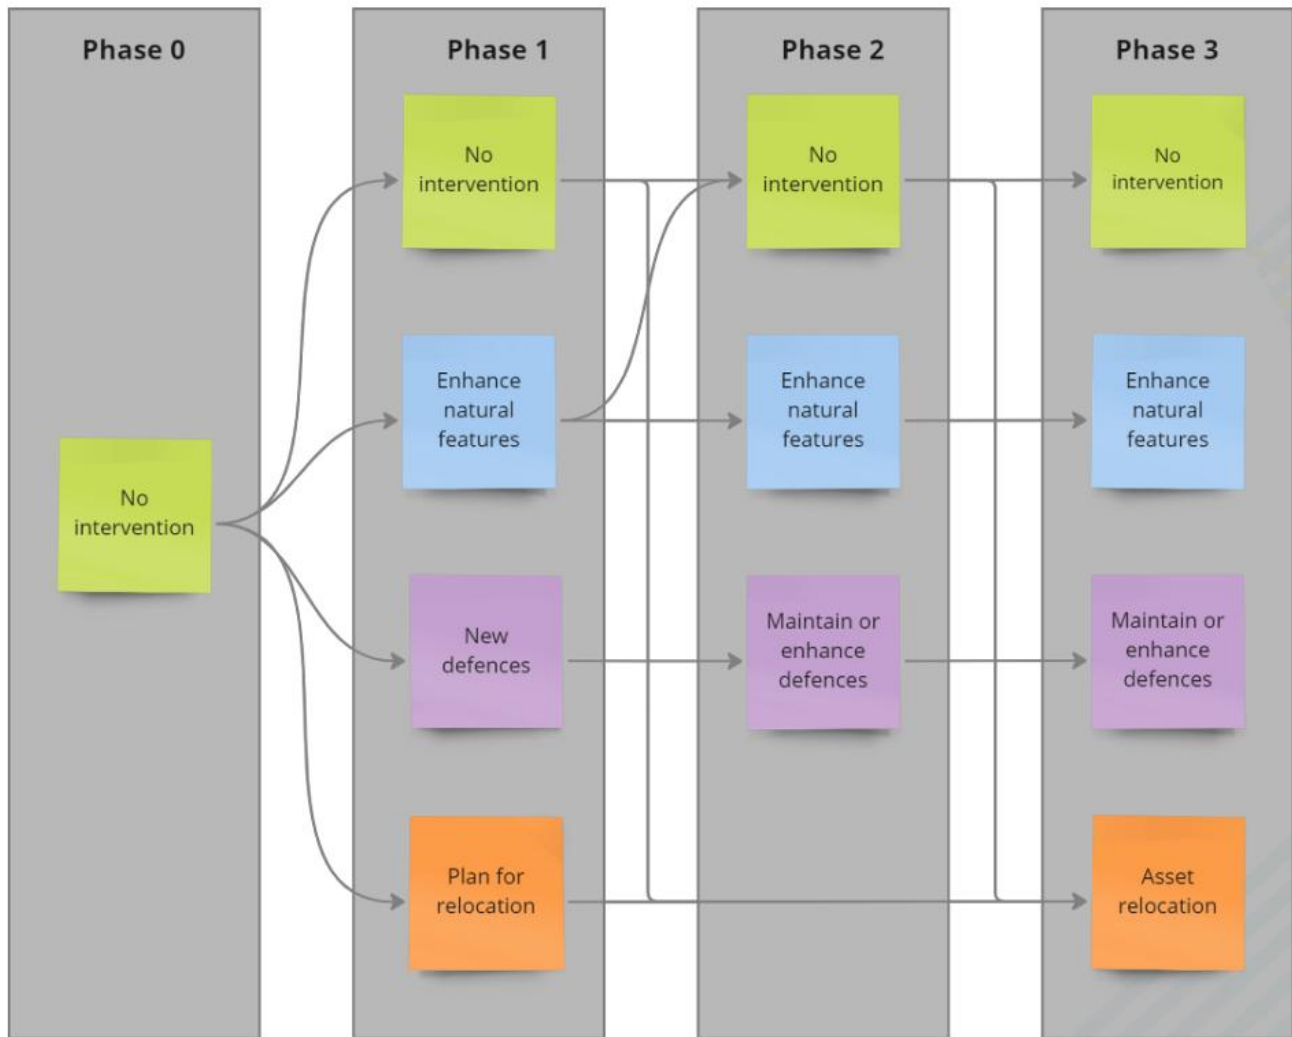 Phase 0
No
intervention
Phase 1
No
intervention
Enhance
natural
features
New
defences
Plan for
relocation
Phase 2
No
intervention
Enhance
natural
features
Maintain or
enhance
defences
Phase 3
No
intervention
Enhance
natural
features
Maintain or
enhance
defences
Asset
relocation